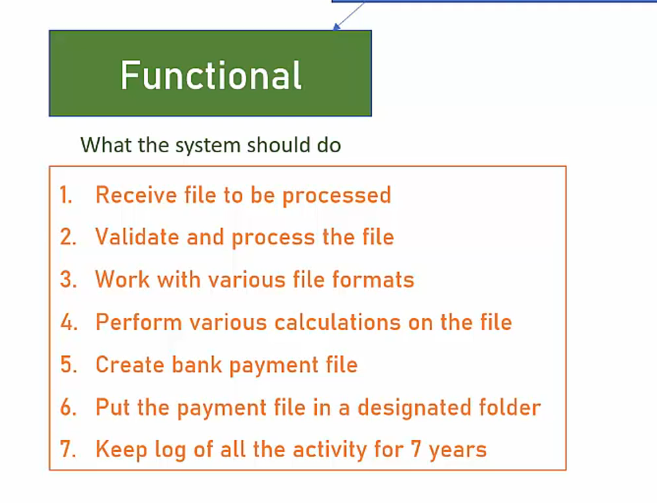 Functional
What the system should do
1. Receive file to be processed
2. Validate and process the file
3. Work with various file formats
4. Perform various calculations on the file
5. Create bank payment file
6. Put the payment file in a designated folder
7. Keep log of all the activity for 7 years